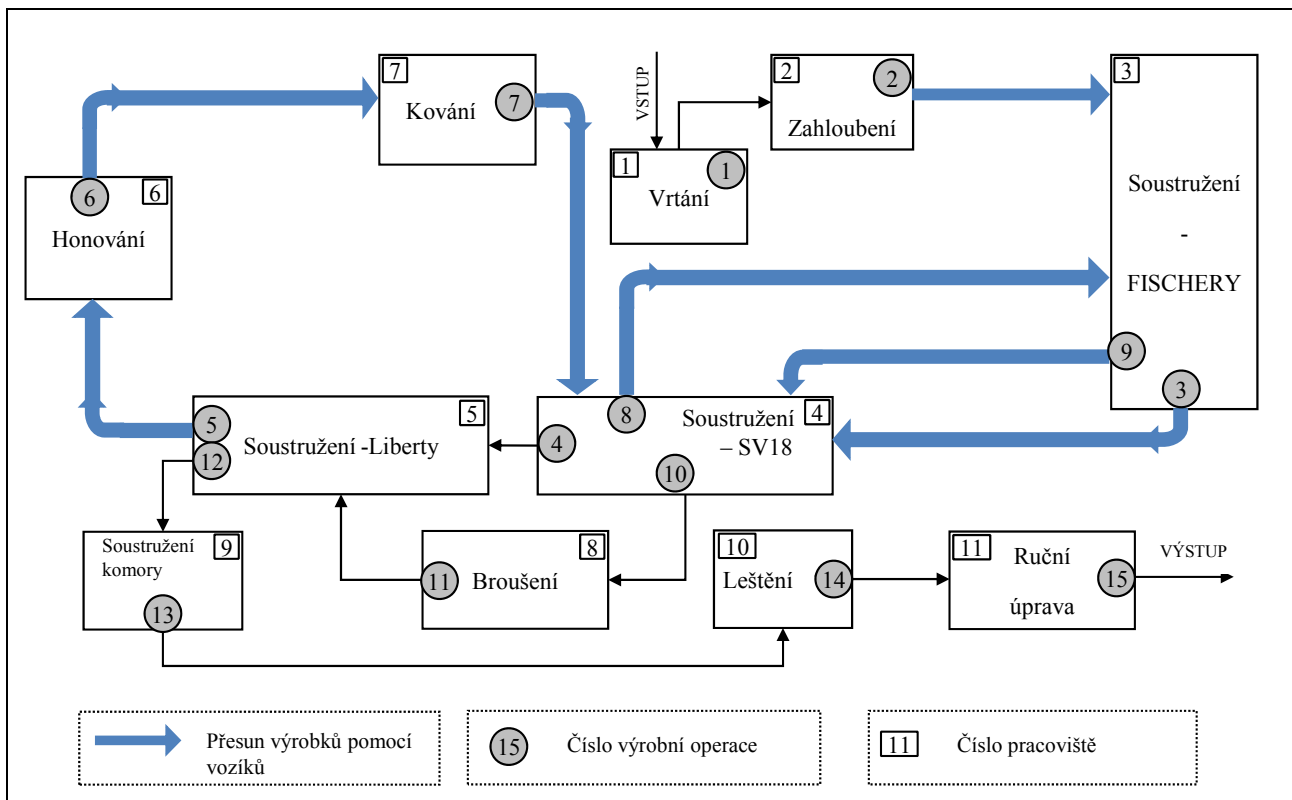 7
7
Kování
VSTUP
1
1
Vrtání
2
2
Zahloubení
3
Soustružení
-
FISCHERY
9
3
6
6
Honování
5
5
12
Soustružení -Liberty
4
8
4
10
Soustružení
– SV18
9
Soustružení
komory
13
8
11
Broušení
10
Leštění
14
11
Ruční
úprava
15
VÝSTUP
Přesun výrobků pomocí
vozíků
15
Číslo výrobní operace
11
Číslo pracoviště